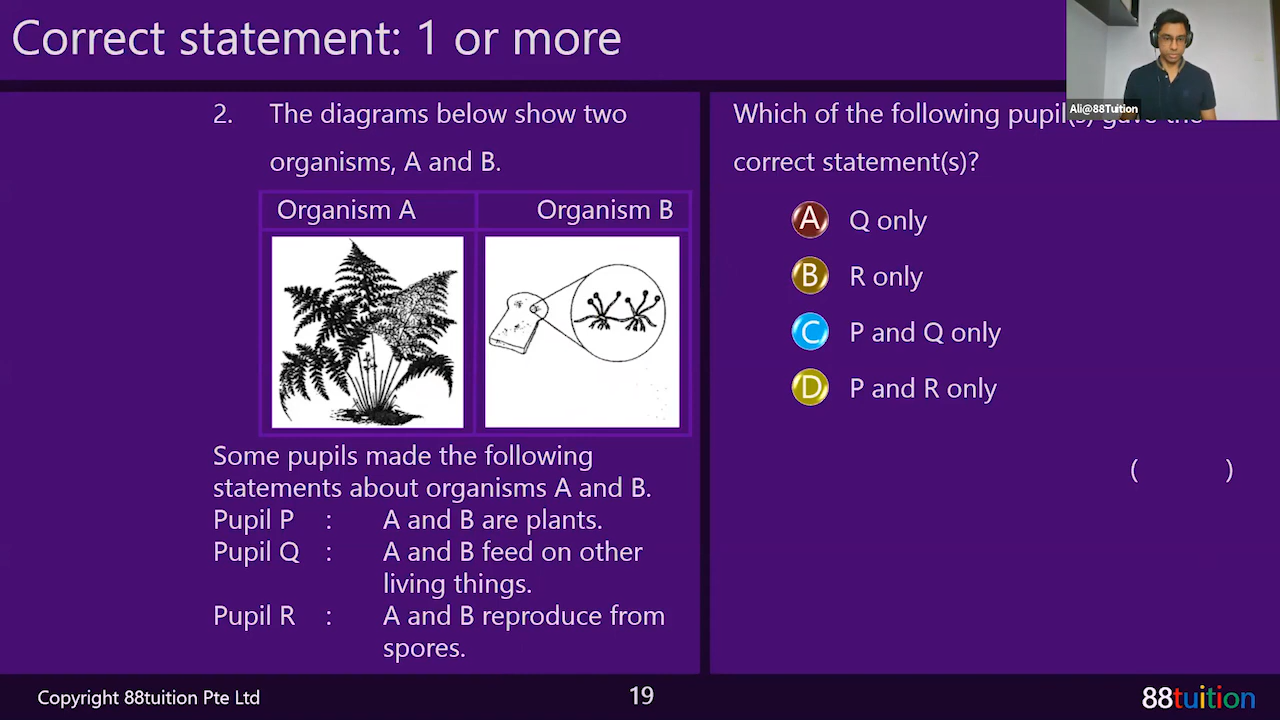 Correct statement: 1 or more
Ali@88Tuition
2. The diagrams below show two
organisms, A and B.
Organism A Organism B
Some pupils made the following
statements about organisms A and B.
Pupil P : A and B are plants.
Pupil Q : A and B feed on other
living things.
Pupil R : A and B reproduce from
spores.
Which of the following pupil(s) gave the
correct statement(s)?
A Q only
B R only
C P and Q only
D P and R only
( )
Copyright 88tuition Pte Ltd
19
88tuition